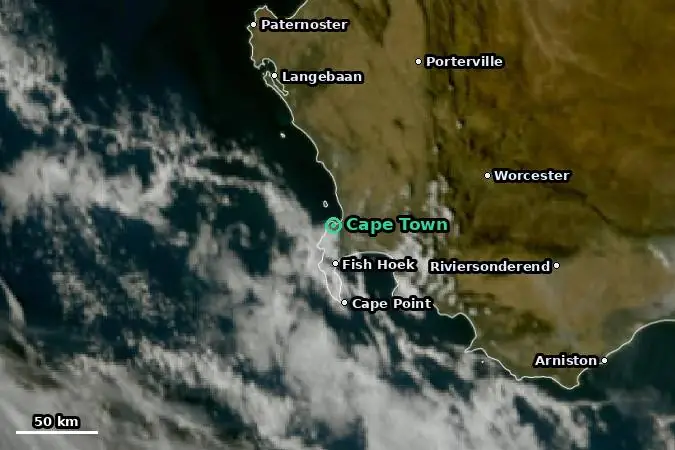 Paternoster
Porterville
Langebaan
Worcester
Cape Town
Fish Hoek
Riviersonderend
Cape Point
Arniston
50 km